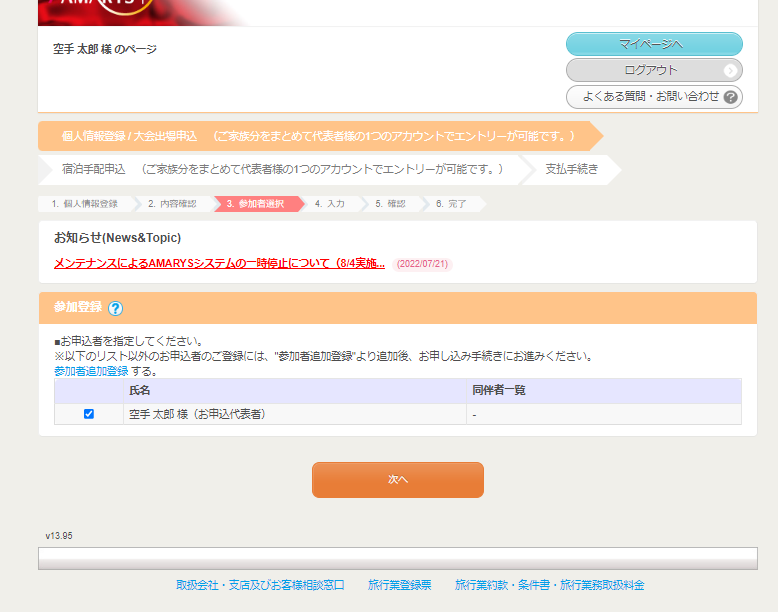 AMARYS
空手 太郎 様 のページ
マイページへ
ログアウト
よくある質問・お問い合わせ ?
個人情報登録 / 大会出場申込 （ご家族分をまとめて代表者様の1つのアカウントでエントリーが可能です。）
宿泊手配申込 （ご家族分をまとめて代表者様の1つのアカウントでエントリーが可能です。） 支払手続き
1. 個人情報登録 2. 内容確認 3. 参加者選択 4. 入力 5. 確認 6. 完了
お知らせ(News&Topic)
メンテナンスによるAMARYSシステムの一時停止について（8/4実施... (2022/07/21)
参加登録 ?
■お申込者を指定してください。
※以下のリスト以外のお申込者のご登録には、"参加者追加登録"より追加後、お申し込み手続きにお進みください。
参加者追加登録 する。
氏名 同伴者一覧
空手 太郎 様（お申込代表者） -
次へ
v13.95
取扱会社・支店及びお客様相談窓口 旅行業登録票 旅行業約款・条件書・旅行業務取扱料金